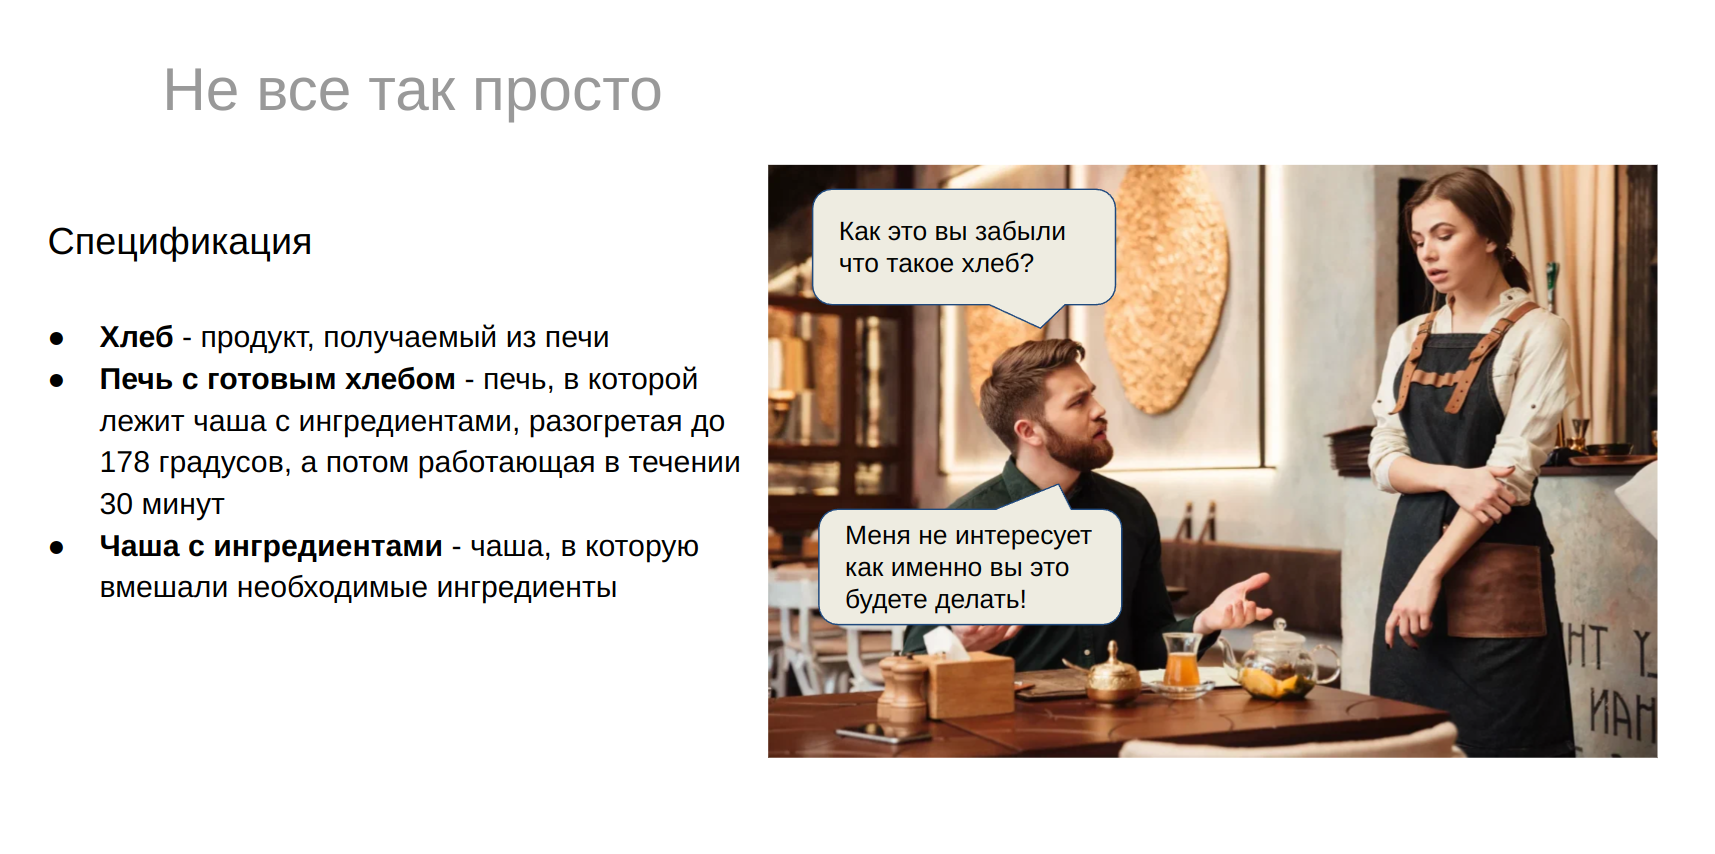 Не все так просто
Спецификация
● Хлеб - продукт, получаемый из печи
● Печь с готовым хлебом - печь, в которой
лежит чаша с ингредиентами, разогретая до
178 градусов, а потом работающая в течении
30 минут
● Чаша с ингредиентами - чаша, в которую
вмешали необходимые ингредиенты
Как это вы забыли
что такое хлеб?
Меня не интересует
как именно вы это
будете делать!